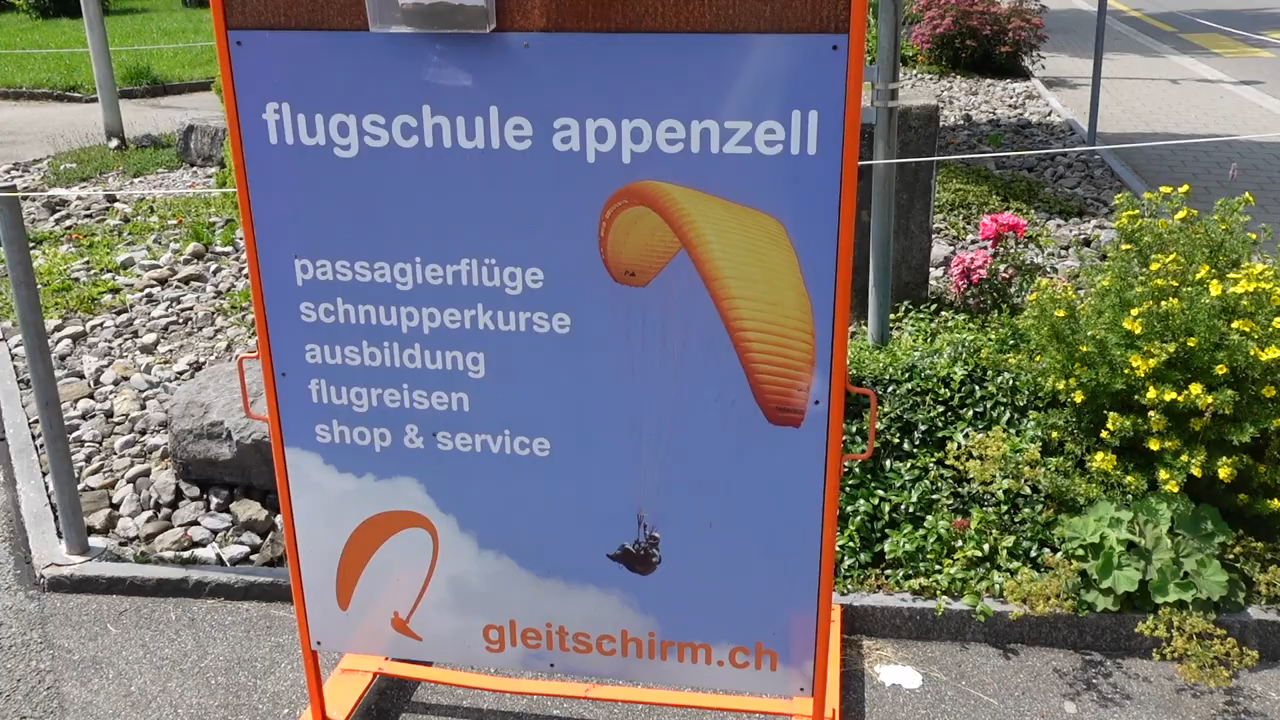 flugschule appenzell
passagierflüge
schnupperkurse
ausbildung
flugreisen
shop & service
gleitschirm.ch